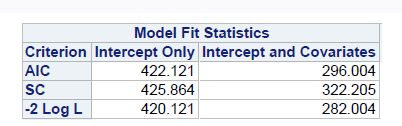 Model Fit Statistics
Criterion Intercept Only Intercept and Covariates
AIC 422.121 296.004
SC 425.864 322.205
-2 Log L 420.121 282.004